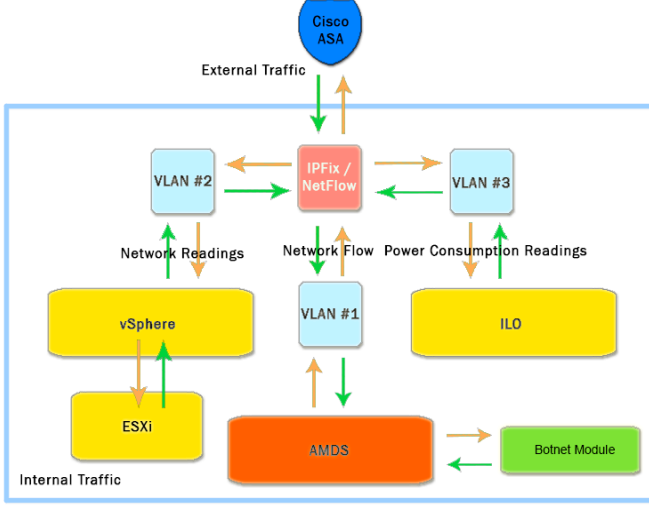 Cisco
ASA
External Traffic
VLAN #2
IPFix /
NetFlow
VLAN #3
Network Readings
Network Flow
Power Consumption Readings
vSphere
VLAN #1
ILO
ESXi
AMDS
Botnet Module
Internal Traffic